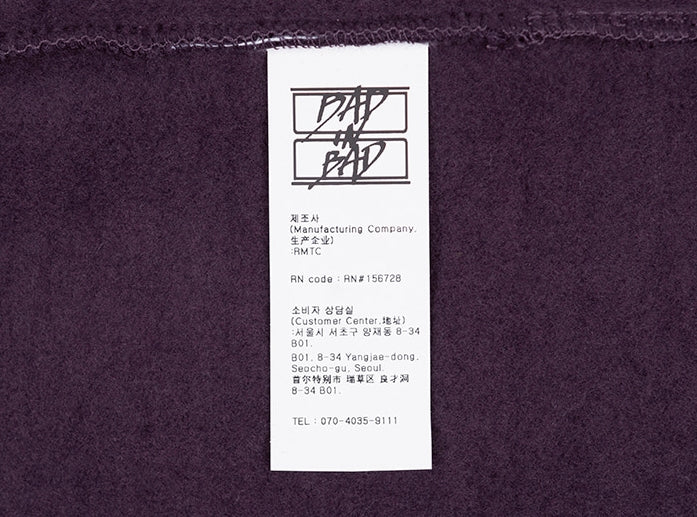 BAD
IN
BAD
제조사
(Manufacturing Company,
生产企业)
:RMTC
RN code : RN#156728
소비자 상담실
(Customer Center,地址)
:서울시 서초구 양재동 8-34
B01.
B01, 8-34 Yangjae-dong,
Seocho-gu, Seoul.
首尔特别市 瑞草区 良才洞
8-34 B01.
TEL : 070-4035-9111